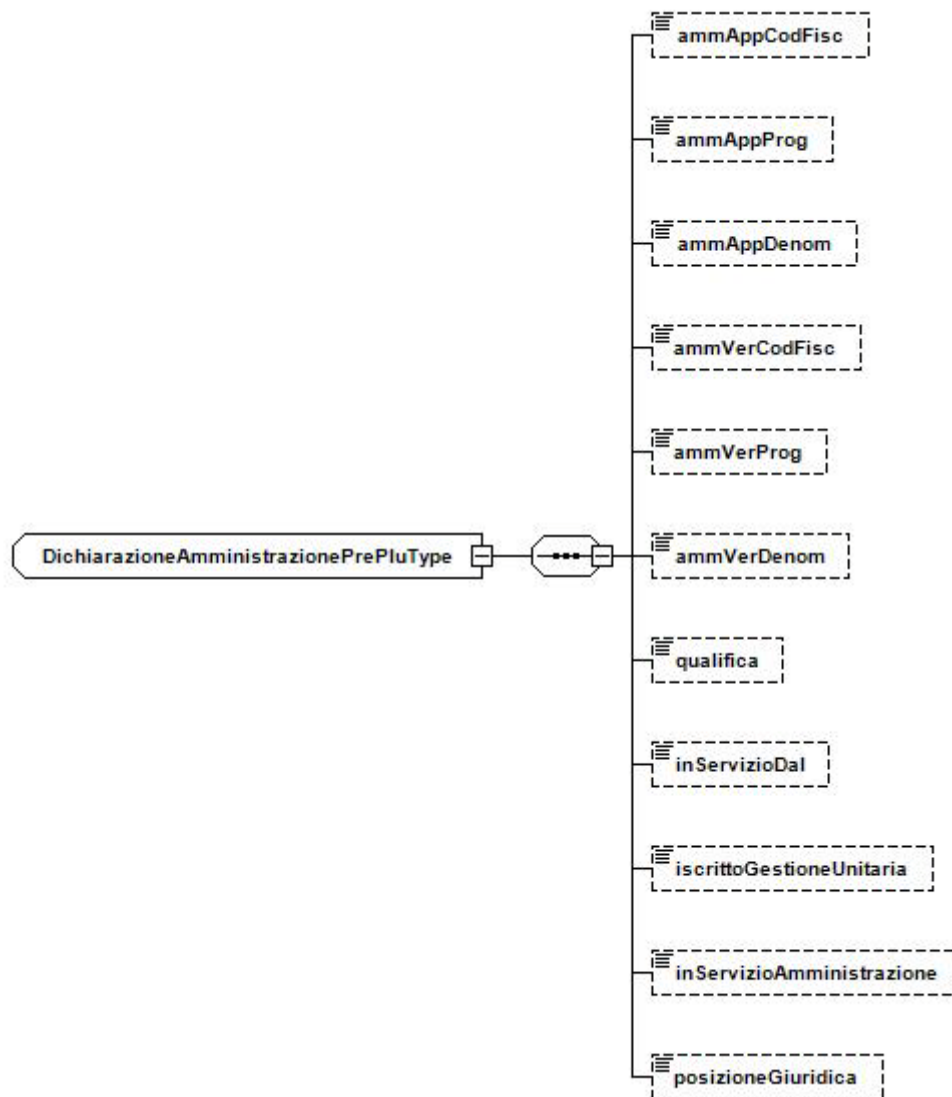 ammAppCodFisc
ammAppProg
ammAppDenom
ammVerCodFisc
ammVerProg
DichiarazioneAmministrazionePrePluType
ammVerDenom
qualifica
inServizioDal
iscrittoGestioneUnitaria
inServizioAmministrazione
posizioneGiuridica